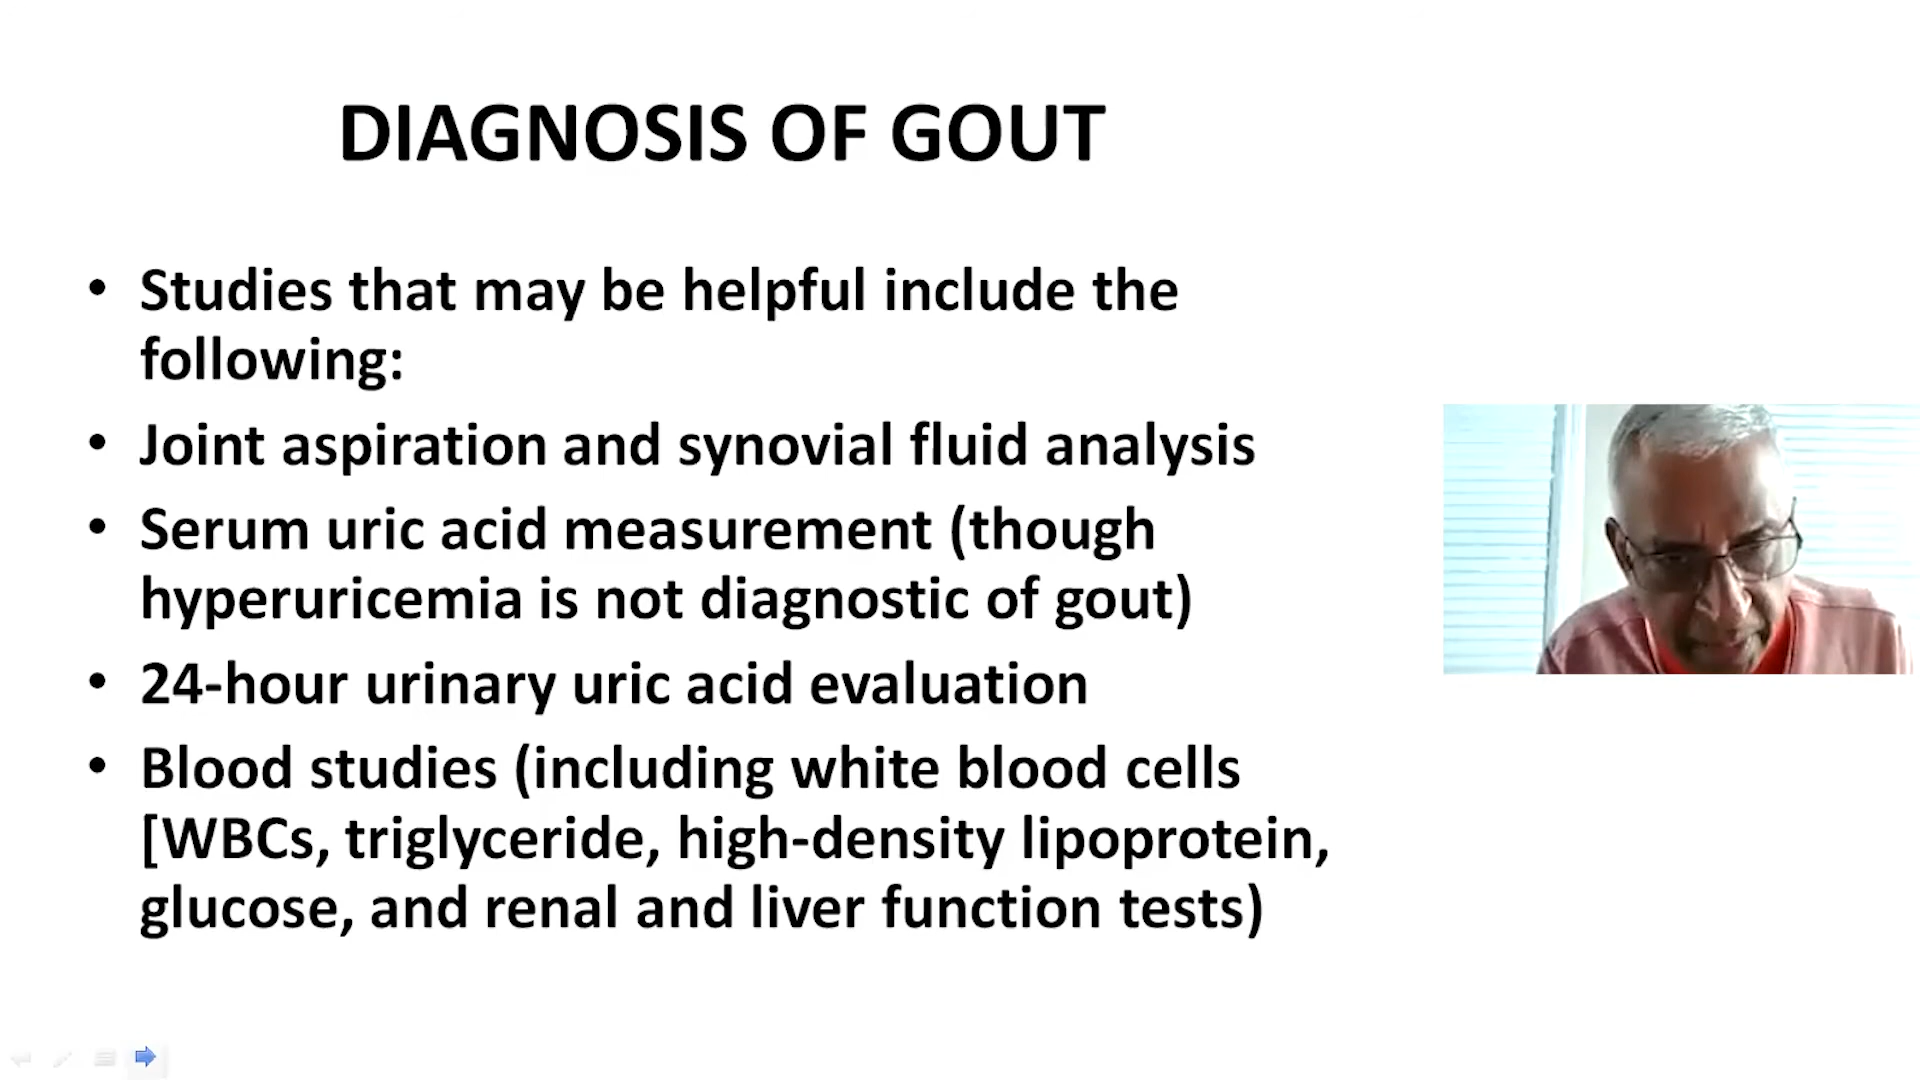 DIAGNOSIS OF GOUT
• Studies that may be helpful include the
following:
• Joint aspiration and synovial fluid analysis
• Serum uric acid measurement (though
hyperuricemia is not diagnostic of gout)
• 24-hour urinary uric acid evaluation
• Blood studies (including white blood cells
[WBCs, triglyceride, high-density lipoprotein,
glucose, and renal and liver function tests)